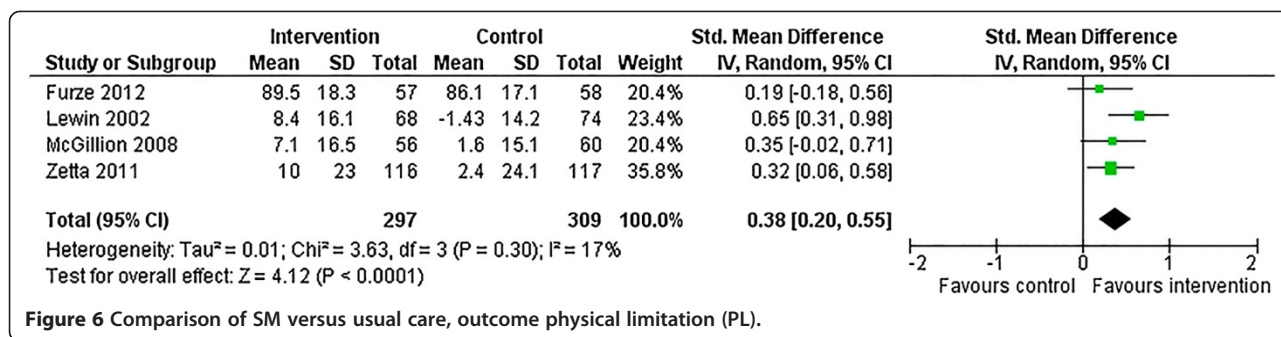 Intervention Control Std. Mean Difference Std. Mean Difference
Study or Subgroup Mean SD Total Mean SD Total Weight IV, Random, 95% CI IV, Random, 95% CI
Furze 2012 89.5 18.3 57 86.1 17.1 58 20.4% 0.19 [-0.18, 0.56]
Lewin 2002 8.4 16.1 68 -1.43 14.2 74 23.4% 0.65 [0.31, 0.98]
McGillion 2008 7.1 16.5 56 1.6 15.1 60 20.4% 0.35 [-0.02, 0.71]
Zetta 2011 10 23 116 2.4 24.1 117 35.8% 0.32 [0.06, 0.58]
Total (95% CI) 297 309 100.0% 0.38 [0.20, 0.55]
Heterogeneity: Tau² = 0.01; Chi² = 3.63, df = 3 (P = 0.30); I² = 17%
Test for overall effect: Z = 4.12 (P < 0.0001)
-2 -1 0 1 2
Favours control Favours intervention
Figure 6 Comparison of SM versus usual care, outcome physical limitation (PL).